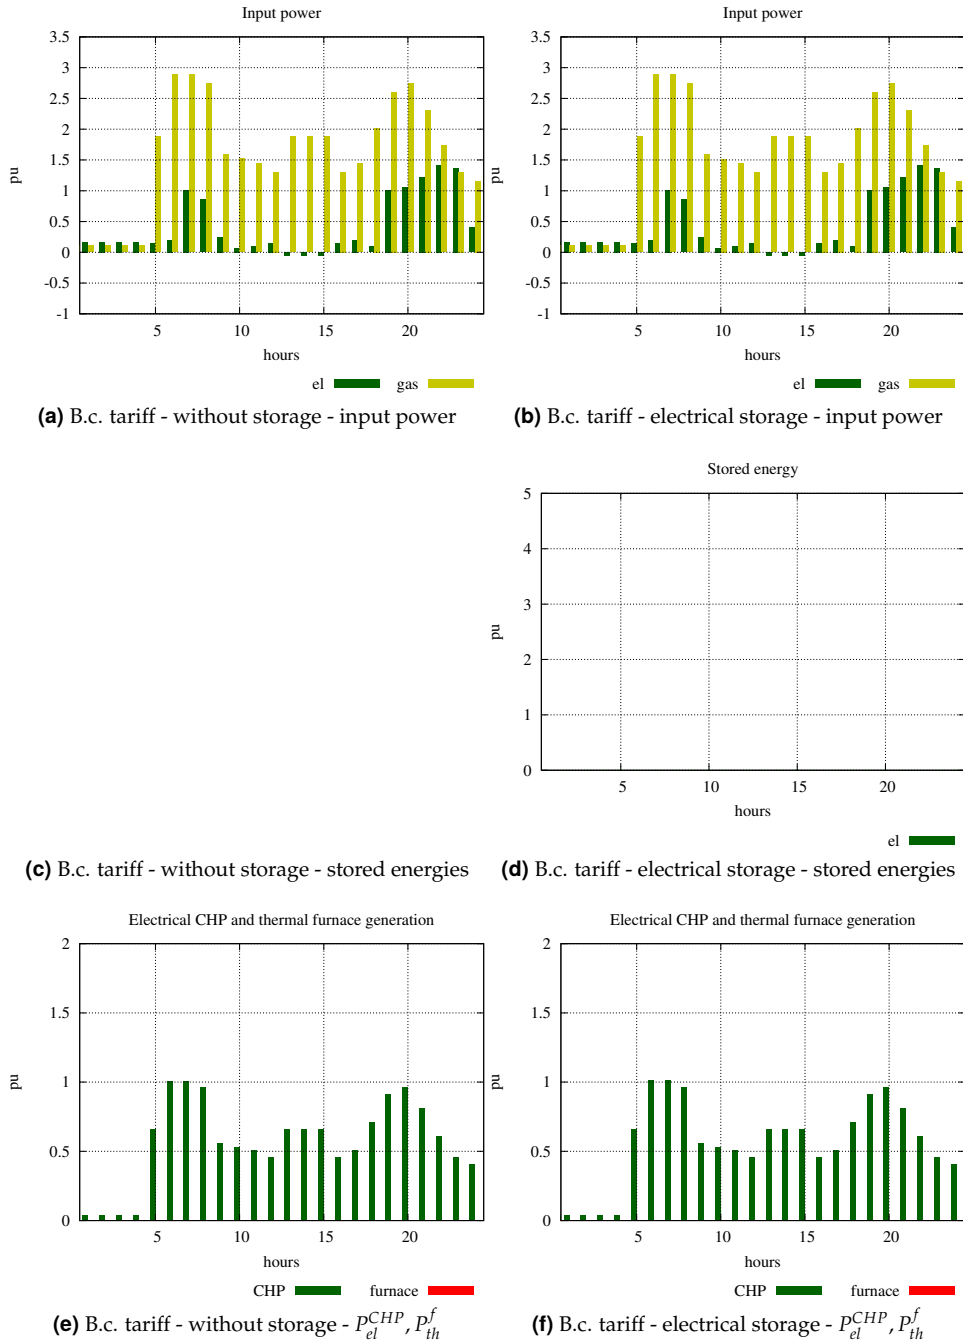 Input power
3.5
3
2.5
2
1.5
1
0.5
0
-0.5
-1
pu
5 10 15 20
hours
el gas
(a) B.c. tariff - without storage - input power
Input power
3.5
3
2.5
2
1.5
1
0.5
0
-0.5
-1
pu
5 10 15 20
hours
el gas
(b) B.c. tariff - electrical storage - input power
(c) B.c. tariff - without storage - stored energies
Stored energy
5
4
3
2
1
0
pu
5 10 15 20
hours
el
(d) B.c. tariff - electrical storage - stored energies
Electrical CHP and thermal furnace generation
2
1.5
1
0.5
0
pu
5 10 15 20
hours
CHP furnace
(e) B.c. tariff - without storage - $P_{el}^{CHP}, P_{th}^{f}$
Electrical CHP and thermal furnace generation
2
1.5
1
0.5
0
pu
5 10 15 20
hours
CHP furnace
(f) B.c. tariff - electrical storage - $P_{el}^{CHP}, P_{th}^{f}$